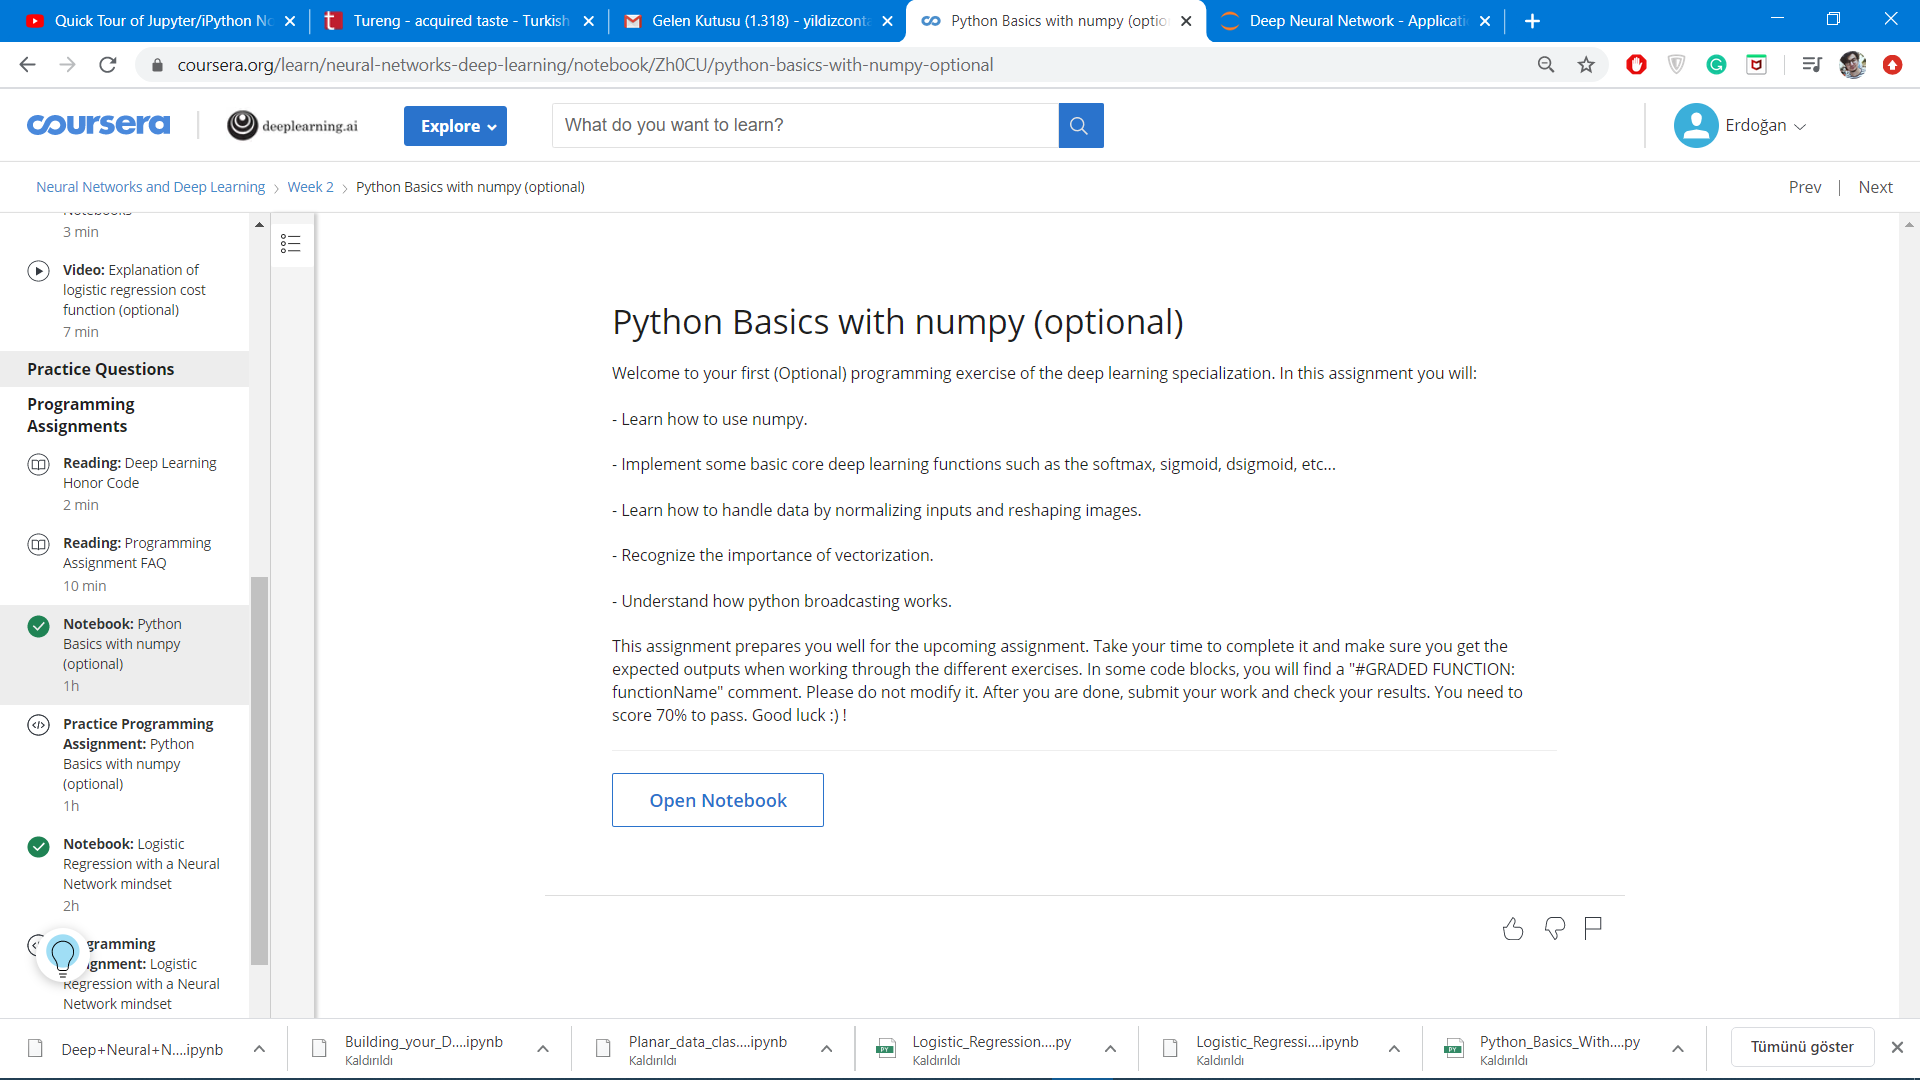 Quick Tour of Jupyter/iPython No
Tureng - acquired taste - Turkish
Gelen Kutusu (1.318) - yildizcont
Python Basics with numpy (optio
Deep Neural Network - Applicati
coursera.org/learn/neural-networks-deep-learning/notebook/Zh0CU/python-basics-with-numpy-optional
coursera
deeplearning.ai
Explore
What do you want to learn?
Erdoğan
Neural Networks and Deep Learning
Week 2
Python Basics with numpy (optional)
Prev | Next
Notebooks
3 min
Video: Explanation of
logistic regression cost
function (optional)
7 min
Practice Questions
Programming
Assignments
Reading: Deep Learning
Honor Code
2 min
Reading: Programming
Assignment FAQ
10 min
Notebook: Python
Basics with numpy
(optional)
1h
Practice Programming
Assignment: Python
Basics with numpy
(optional)
1h
Notebook: Logistic
Regression with a Neural
Network mindset
2h
gramming
gnment: Logistic
Regression with a Neural
Network mindset
Python Basics with numpy (optional)
Welcome to your first (Optional) programming exercise of the deep learning specialization. In this assignment you will:
- Learn how to use numpy.
- Implement some basic core deep learning functions such as the softmax, sigmoid, dsigmoid, etc...
- Learn how to handle data by normalizing inputs and reshaping images.
- Recognize the importance of vectorization.
- Understand how python broadcasting works.
This assignment prepares you well for the upcoming assignment. Take your time to complete it and make sure you get the
expected outputs when working through the different exercises. In some code blocks, you will find a "#GRADED FUNCTION:
functionName" comment. Please do not modify it. After you are done, submit your work and check your results. You need to
score 70% to pass. Good luck :) !
Open Notebook
Deep+Neural+N....ipynb
Building_your_D....ipynb
Kaldırıldı
Planar_data_clas....ipynb
Kaldırıldı
Logistic_Regression....py
Kaldırıldı
Logistic_Regressi....ipynb
Kaldırıldı
Python_Basics_With....py
Kaldırıldı
Tümünü göster